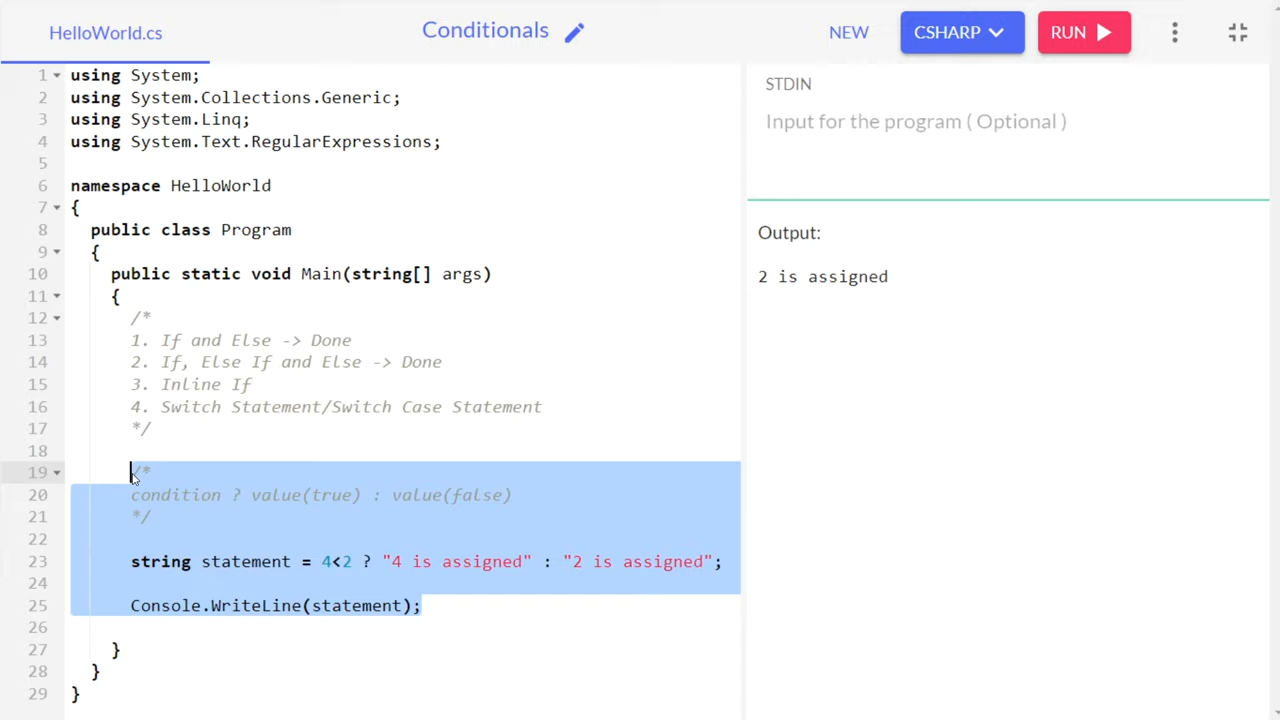 HelloWorld.cs
Conditionals
NEW
CSHARP
RUN
1 using System;
2 using System.Collections.Generic;
3 using System.Linq;
4 using System.Text.RegularExpressions;
5
6 namespace HelloWorld
7 {
8 public class Program
9 {
10 public static void Main(string[] args)
11 {
12 /*
13 1. If and Else -> Done
14 2. If, Else If and Else -> Done
15 3. Inline If
16 4. Switch Statement/Switch Case Statement
17 */
18
19 /*
20 condition ? value(true) : value(false)
21 */
22
23 string statement = 4<2 ? "4 is assigned" : "2 is assigned";
24
25 Console.WriteLine(statement);
26
27 }
28 }
29 }
STDIN
Input for the program ( Optional )
Output:
2 is assigned